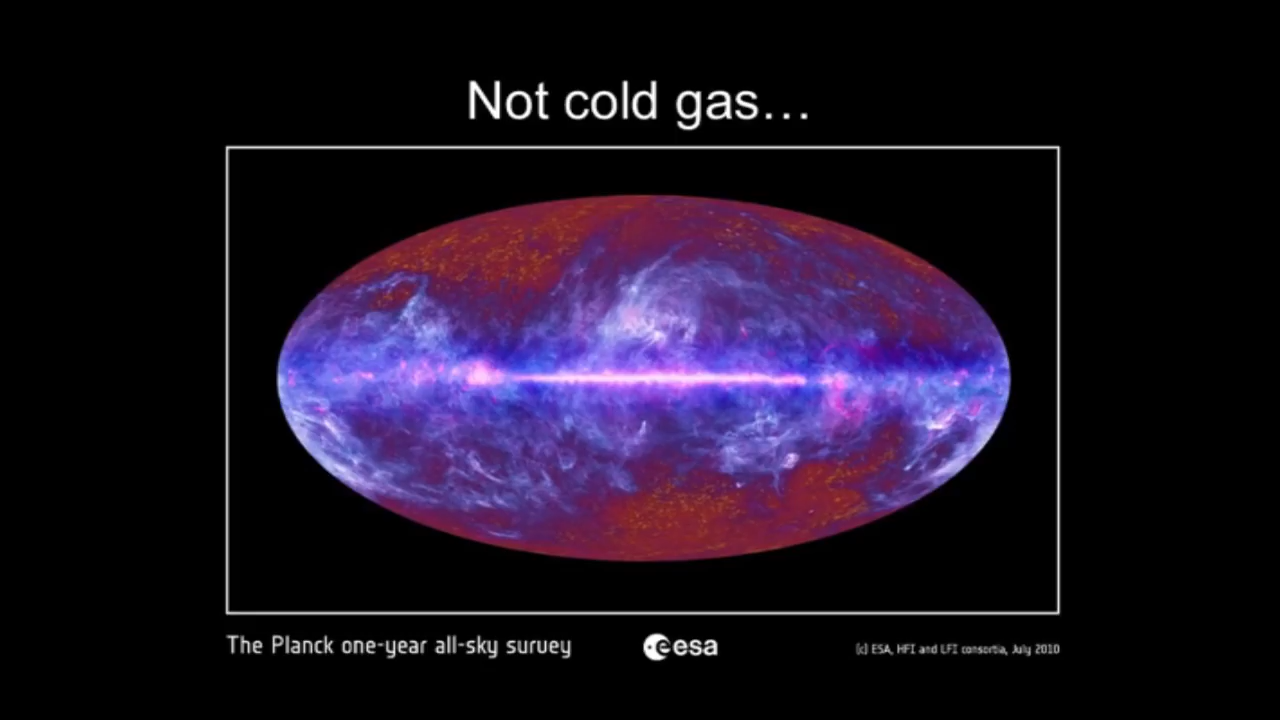 Not cold gas…
The Planck one-year all-sky survey
esa
(c) ESA, HFI and LFI consortia, July 2010